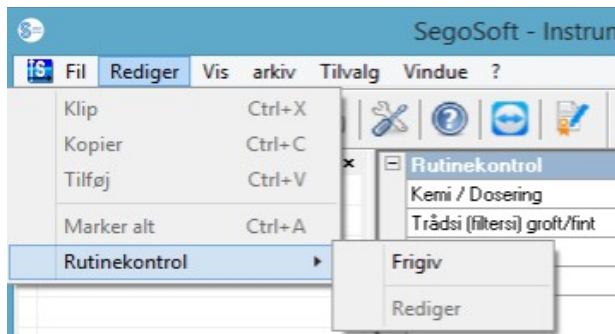 SegoSoft - Instrum
Fil Rediger Vis arkiv Tilvalg Vindue ?
Klip Ctrl+X
Kopier Ctrl+C
Tilføj Ctrl+V
Marker alt Ctrl+A
Rutinekontrol
Frigiv
Rediger
Rutinekontrol
Kemi / Dosering
Trådsi (filtersi) groft/fint